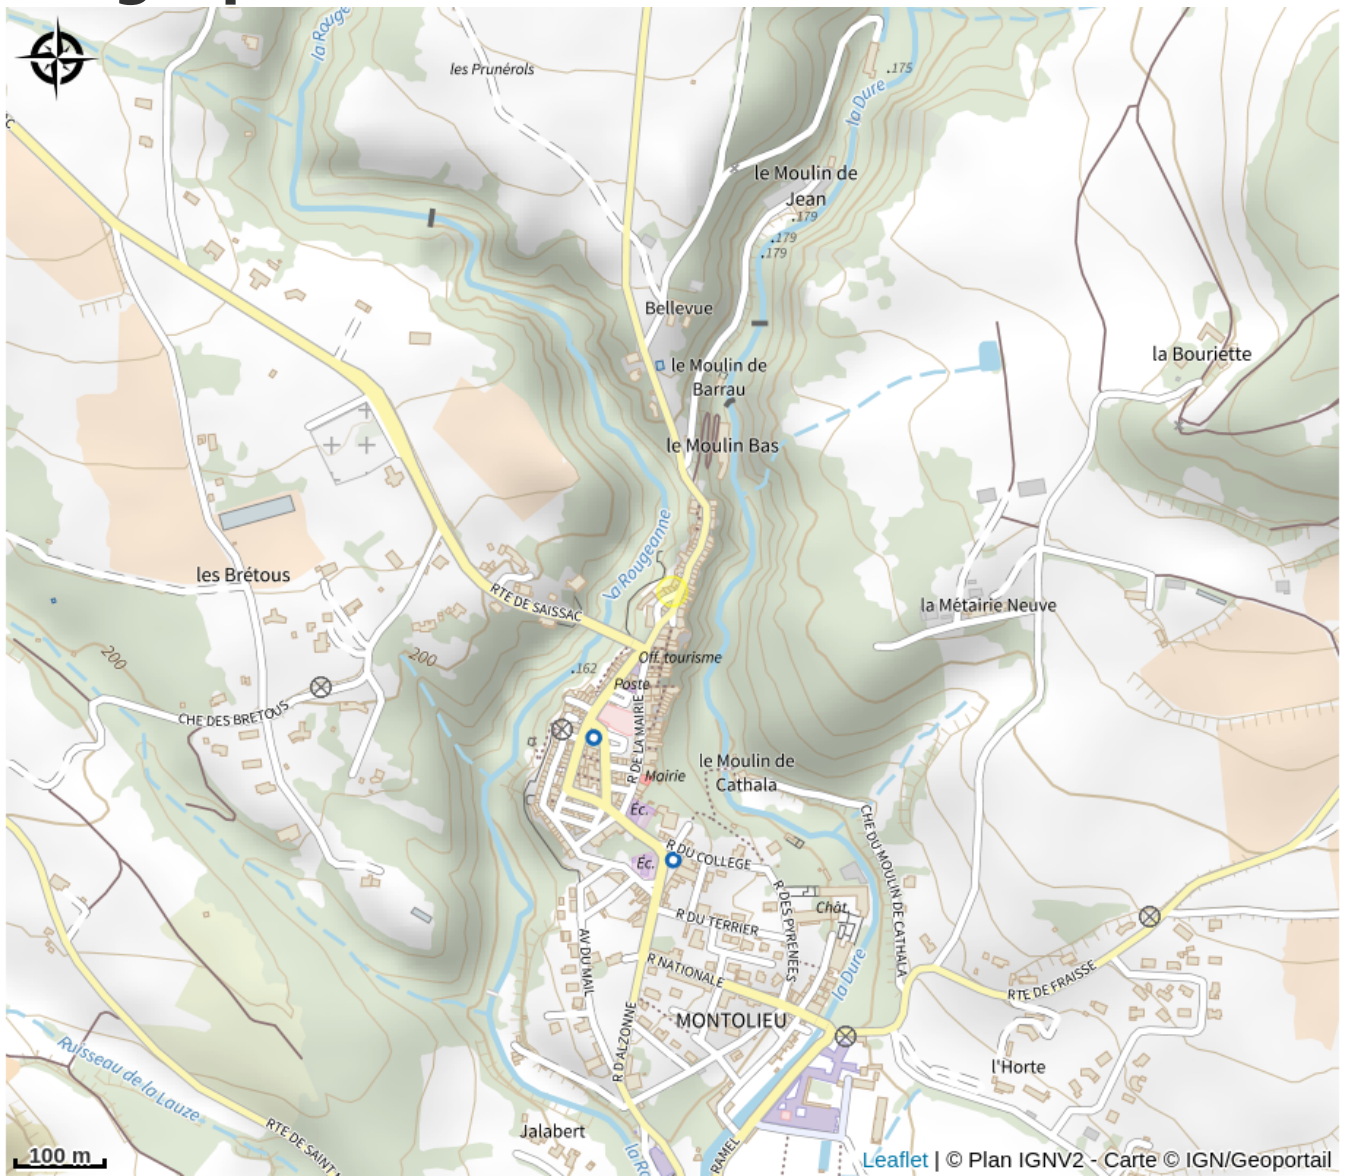 la Rouge
les Prunérols
.175
la Dure
le Moulin de
Jean
.179
.179
.179
Bellevue
la Bouriette
le Moulin de
Barrau
le Moulin Bas
la Rougeanne
les Brétous
RTE DE SAISSAC
la Métairie Neuve
200
200
.162
Off. tourisme
Poste
CHE DES BRETOUS
R DE LA MAIRIE
le Moulin de
Cathala
Mairie
Éc.
Éc.
R DU COLLEGE
CHE DU MOULIN DE CATHALA
R DES PYRENEES
Chât.
R DU TERRIER
AV DU MAIL
R NATIONALE
la Dure
RTE DE FRAISSE
MONTOLIEU
R D'ALZONNE
l'Horte
Ruisseau de la Lauze
RTE DE SAINT
Jalabert
la Ro
RAMEL
100 m
Leaflet | © Plan IGNV2 - Carte © IGN/Geoportail